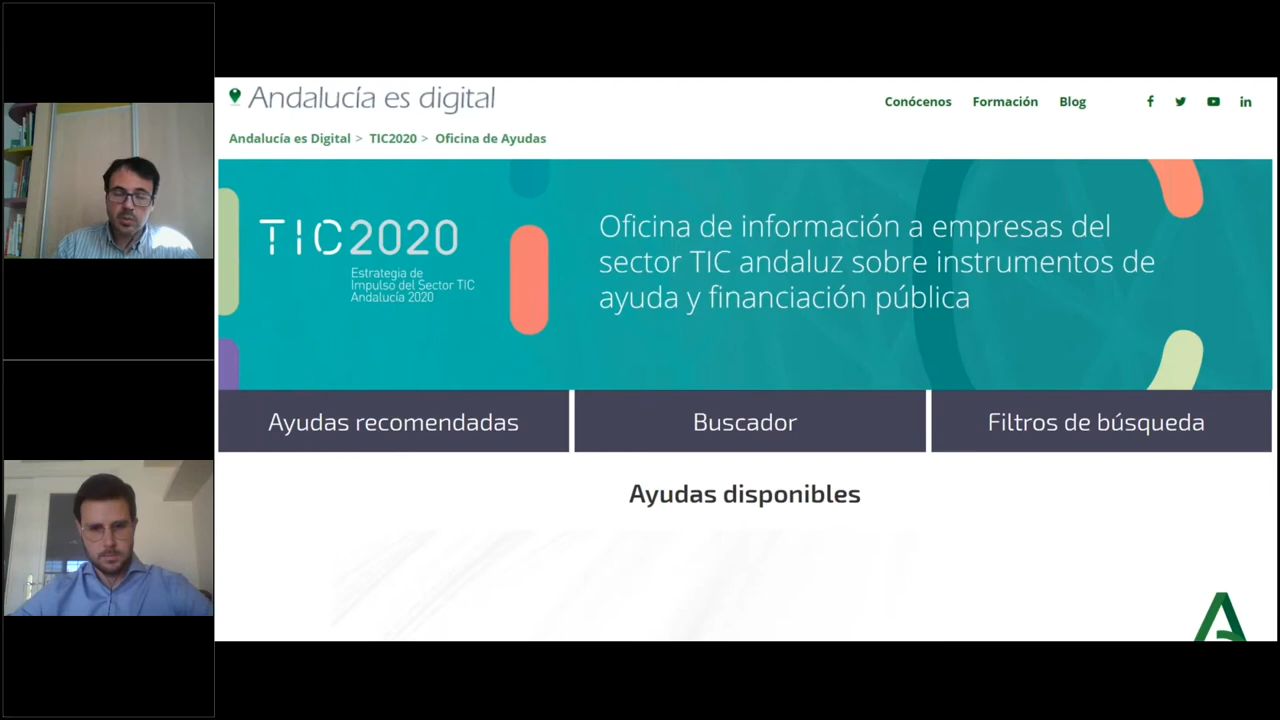 Andalucía es digital
Conócenos Formación Blog
Andalucía es Digital > TIC2020 > Oficina de Ayudas
TIC2020
Estrategia de
Impulso del Sector TIC
Andalucía 2020
Oficina de información a empresas del
sector TIC andaluz sobre instrumentos de
ayuda y financiación pública
Ayudas recomendadas
Buscador
Filtros de búsqueda
Ayudas disponibles